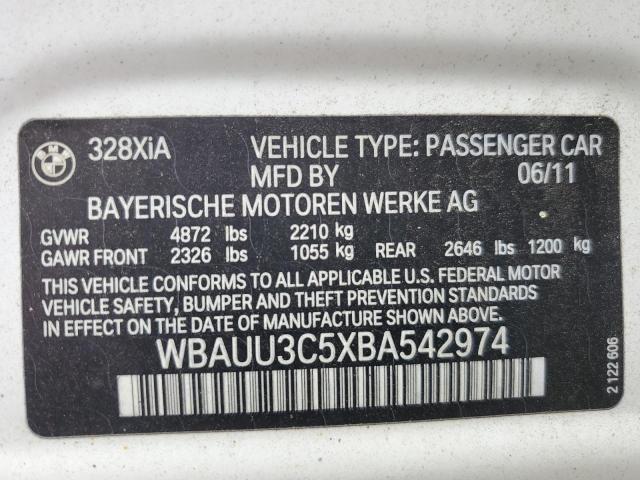 BMW
328XiA VEHICLE TYPE: PASSENGER CAR
MFD BY 06/11
BAYERISCHE MOTOREN WERKE AG
GVWR 4872 lbs 2210 kg
GAWR FRONT 2326 lbs 1055 kg REAR 2646 lbs 1200 kg
THIS VEHICLE CONFORMS TO ALL APPLICABLE U.S. FEDERAL MOTOR
VEHICLE SAFETY, BUMPER AND THEFT PREVENTION STANDARDS
IN EFFECT ON THE DATE OF MANUFACTURE SHOWN ABOVE.
WBAUU3C5XBA542974
2 122 606